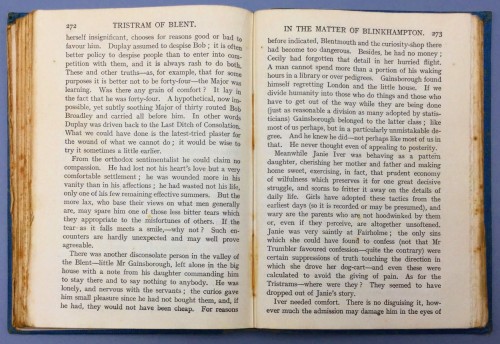 272 TRISTRAM OF BLENT.
herself insignificant, chooses for reasons good or bad to
favour him. Duplay assumed to despise Bob; it is often
better policy to despise people than to enter into com-
petition with them, and it is always rash to do both.
These and other truths—as, for example, that for some
purposes it is better not to be forty-four—the Major was
learning. Was there any grain of comfort? It lay in
the fact that he was forty-four. A hypothetical, now im-
possible, yet subtly soothing Major of thirty routed Bob
Broadley and carried all before him. In other words
Duplay was driven back to the Last Ditch of Consolation.
What we could have done is the latest-tried plaster for
the wound of what we cannot do; it would be wise to
try it sometimes a little earlier.
From the orthodox sentimentalist he could claim no
compassion. He had lost not his heart's love but a very
comfortable settlement; he was wounded more in his
vanity than in his affections; he had wasted not his life,
only one of his few remaining effective summers. But the
more lax, who base their views on what men generally
are, may spare him one of those less bitter tears which
they appropriate to the misfortunes of others. If the
tear as it falls meets a smile,—why not? Such en-
counters are hardly unexpected and may well prove
agreeable.
There was another disconsolate person in the valley of
the Blent—little Mr Gainsborough, left alone in the big
house with a note from his daughter commanding him
to stay there and to say nothing to anybody. He was
lonely, and nervous with the servants; the curios gave
him small pleasure since he had not bought them, and, if
he had, they would not have been cheap. For reasons
IN THE MATTER OF BLINKHAMPTON. 273
before indicated, Blentmouth and the curiosity-shop there
had become too dangerous. Besides, he had no money;
Cecily had forgotten that detail in her hurried flight.
A man cannot spend more than a portion of his waking
hours in a library or over pedigrees. Gainsborough found
himself regretting London and the little house. If we
divide humanity into those who do things and those who
have to get out of the way while they are being done
(just as reasonable a division as many adopted by statis-
ticians) Gainsborough belonged to the latter class; like
most of us perhaps, but in a particularly unmistakable de-
gree. And he knew he did—not perhaps like most of us in
that. He never thought even of appealing to posterity.
Meanwhile Janie Iver was behaving as a pattern
daughter, cherishing her mother and father and making
home sweet, exercising, in fact, that prudent economy
of wilfulness which preserves it for one great decisive
struggle, and scorns to fritter it away on the details of
daily life. Girls have adopted these tactics from the
earliest days (so it is recorded or may be presumed), and
wary are the parents who are not hoodwinked by them
or, even if they perceive, are altogether unsoftened.
Janie was very saintly at Fairholme; the only sins
which she could have found to confess (not that Mr
Trumbler favoured confession—quite the contrary) were
certain suppressions of truth touching the direction in
which she drove her dog-cart—and even these were
calculated to avoid the giving of pain. As for the
Tristrams—where were they? They seemed to have
dropped out of Janie's story.
Iver needed comfort. There is no disguising it, how-
ever much the admission may damage him in the eyes of